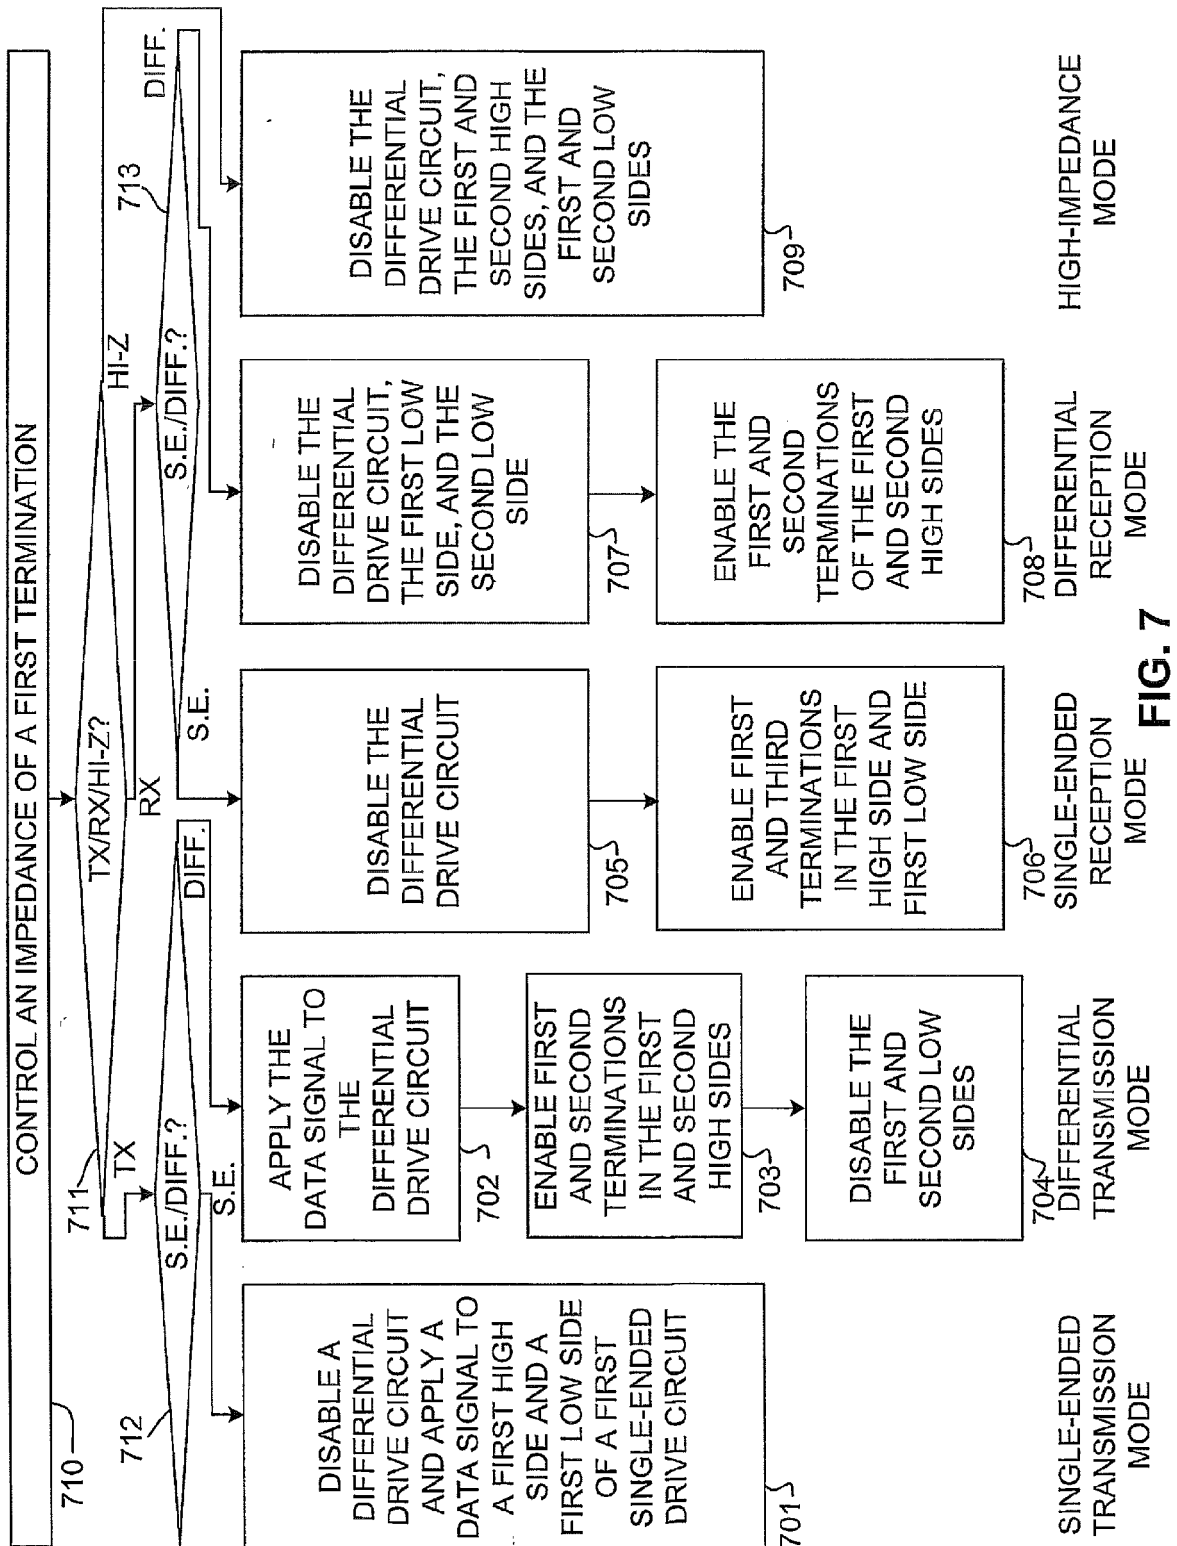 CONTROL AN IMPEDANCE OF A FIRST TERMINATION
710
711
TX/RX/HI-Z?
TX
RX
HI-Z
712
S.E./DIFF.?
S.E.
DIFF.
713
S.E./DIFF.?
S.E.
DIFF.
DISABLE A
DIFFERENTIAL
DRIVE CIRCUIT
AND APPLY A
DATA SIGNAL TO
A FIRST HIGH
SIDE AND A
FIRST LOW SIDE
OF A FIRST
SINGLE-ENDED
DRIVE CIRCUIT
701
SINGLE-ENDED
TRANSMISSION
MODE
APPLY THE
DATA SIGNAL TO
THE
DIFFERENTIAL
DRIVE CIRCUIT
702
ENABLE FIRST
AND SECOND
TERMINATIONS
IN THE FIRST
AND SECOND
HIGH SIDES
703
DISABLE THE
FIRST AND
SECOND LOW
SIDES
704
DIFFERENTIAL
TRANSMISSION
MODE
DISABLE THE
DIFFERENTIAL
DRIVE CIRCUIT
705
ENABLE FIRST
AND THIRD
TERMINATIONS
IN THE FIRST
HIGH SIDE AND
FIRST LOW SIDE
706
SINGLE-ENDED
RECEPTION
MODE
DISABLE THE
DIFFERENTIAL
DRIVE CIRCUIT,
THE FIRST LOW
SIDE, AND THE
SECOND LOW
SIDE
707
ENABLE THE
FIRST AND
SECOND
TERMINATIONS
OF THE FIRST
AND SECOND
HIGH SIDES
708
DIFFERENTIAL
RECEPTION
MODE
DISABLE THE
DIFFERENTIAL
DRIVE CIRCUIT,
THE FIRST AND
SECOND HIGH
SIDES, AND THE
FIRST AND
SECOND LOW
SIDES
709
HIGH-IMPEDANCE
MODE
FIG. 7